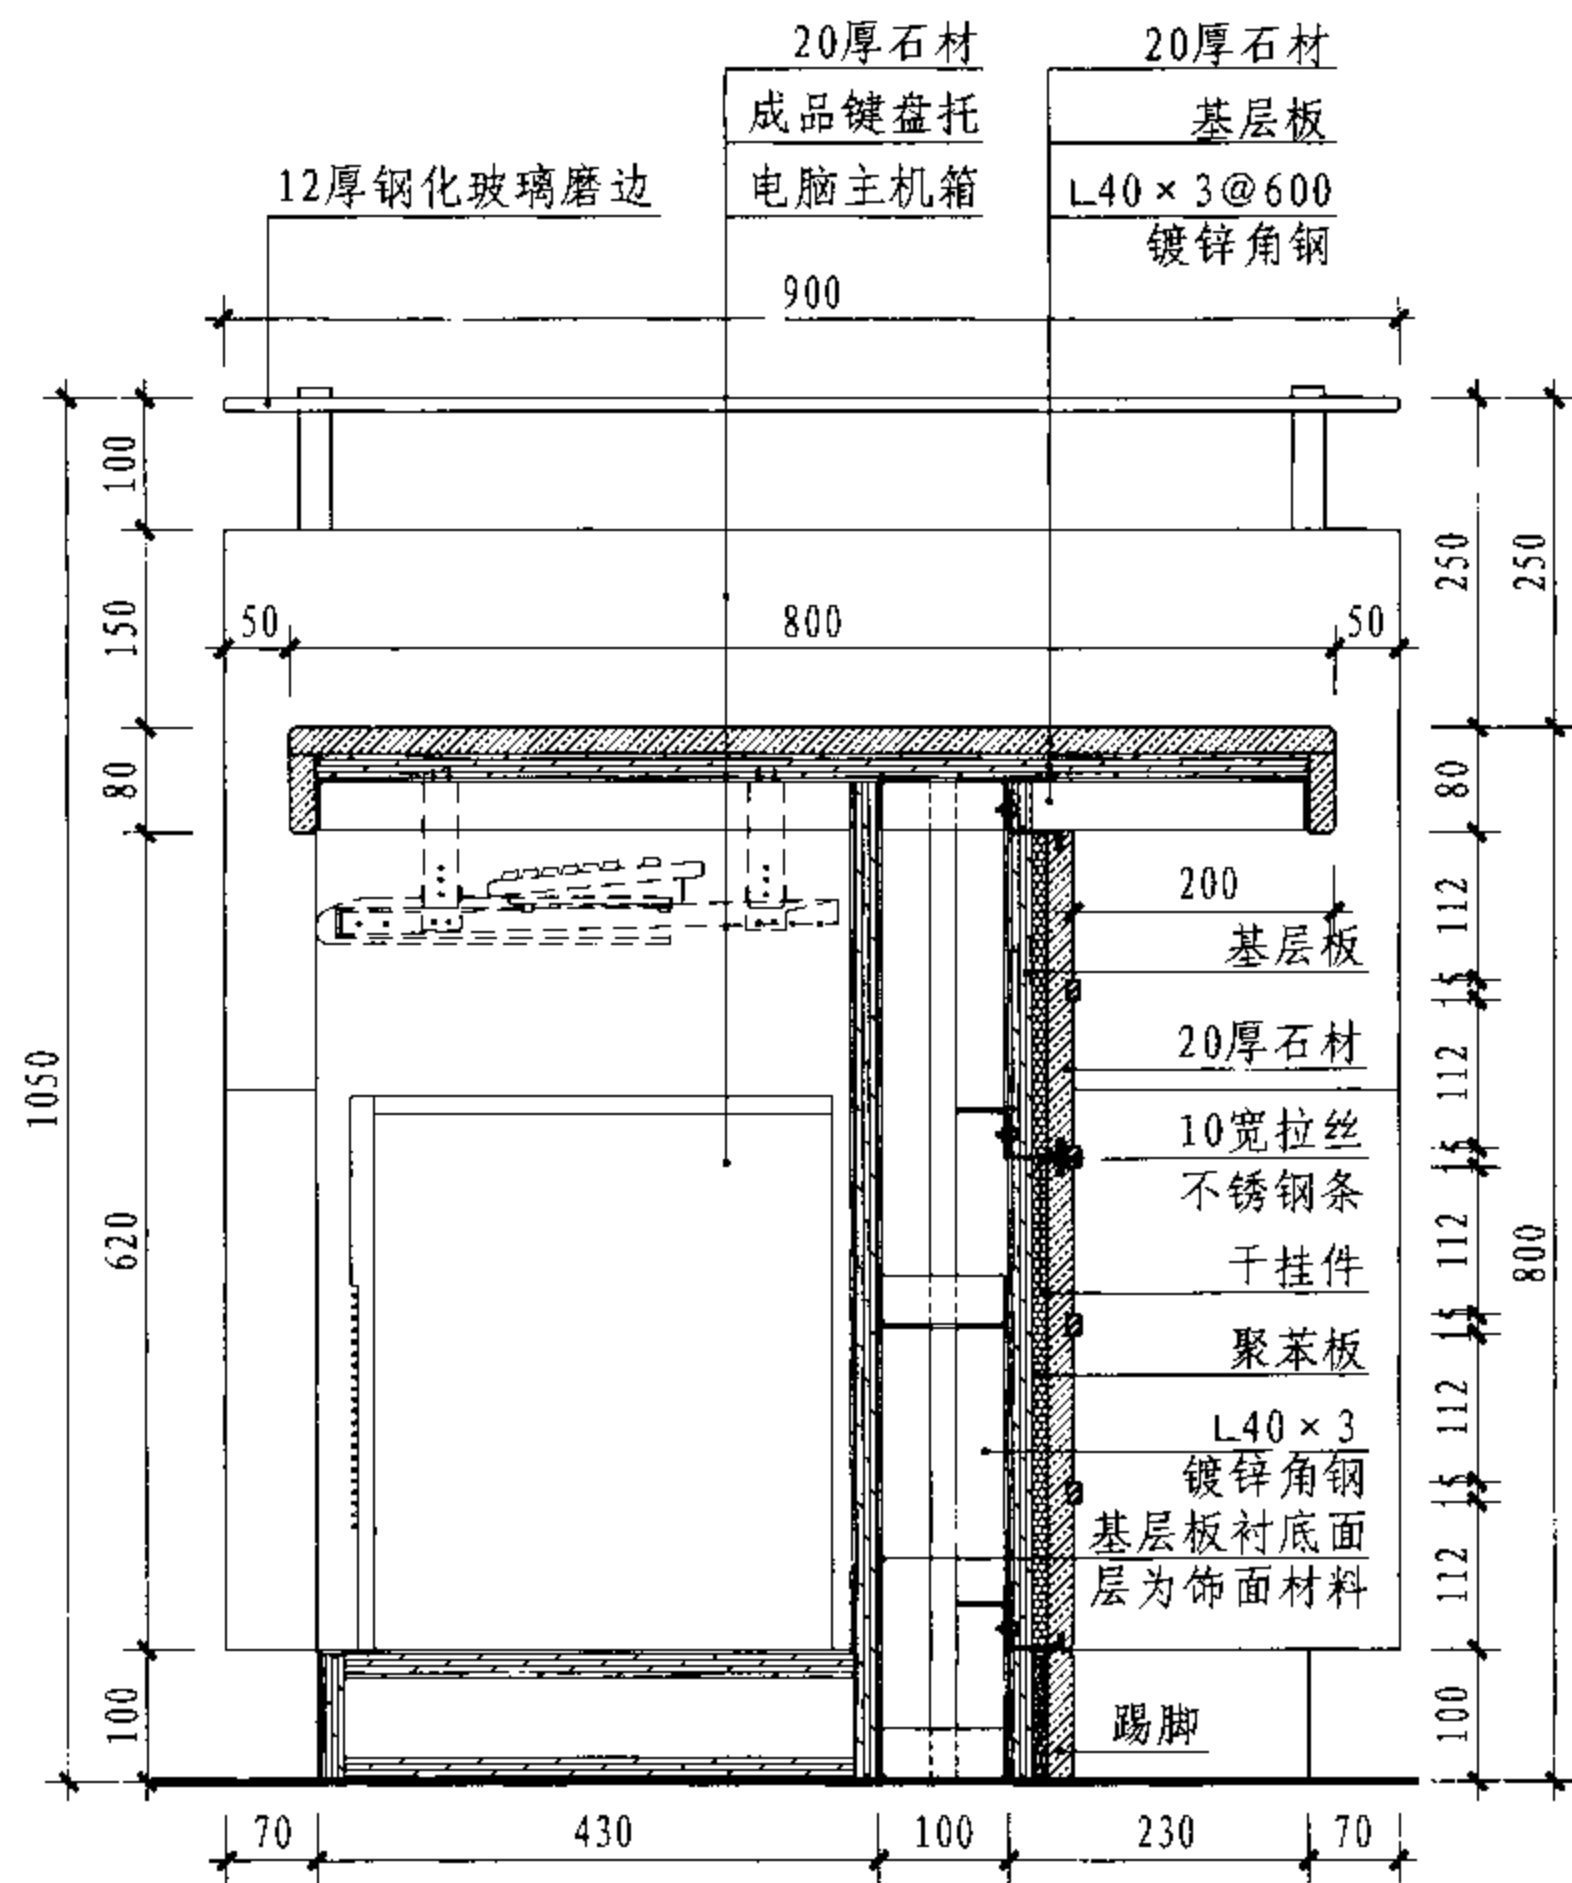 20厚石材
成品键盘托
电脑主机箱
20厚石材
基层板
∟40×3@600
镀锌角钢
12厚钢化玻璃磨边
900
100
150
80
620
100
1050
50
800
50
250
80
112
15
112
15
112
15
112
15
112
100
250
800
200
基层板
20厚石材
10宽拉丝
不锈钢条
干挂件
聚苯板
∟40×3
镀锌角钢
基层板衬底面
层为饰面材料
踢脚
70
430
100
230
70